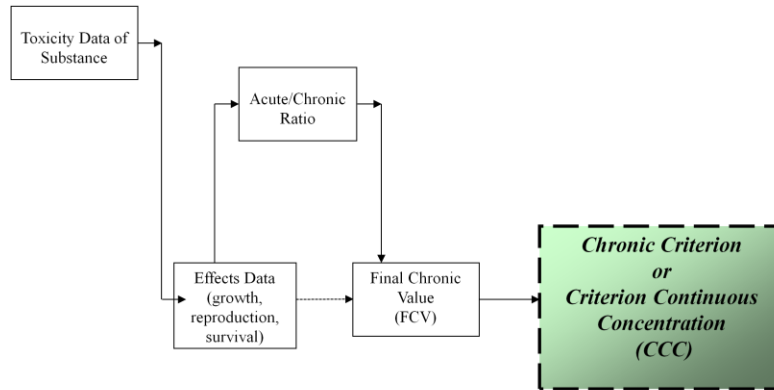 Toxicity Data of
Substance
Acute/Chronic
Ratio
Effects Data
(growth,
reproduction,
survival)
Final Chronic
Value
(FCV)
Chronic Criterion
or
Criterion Continuous
Concentration
(CCC)